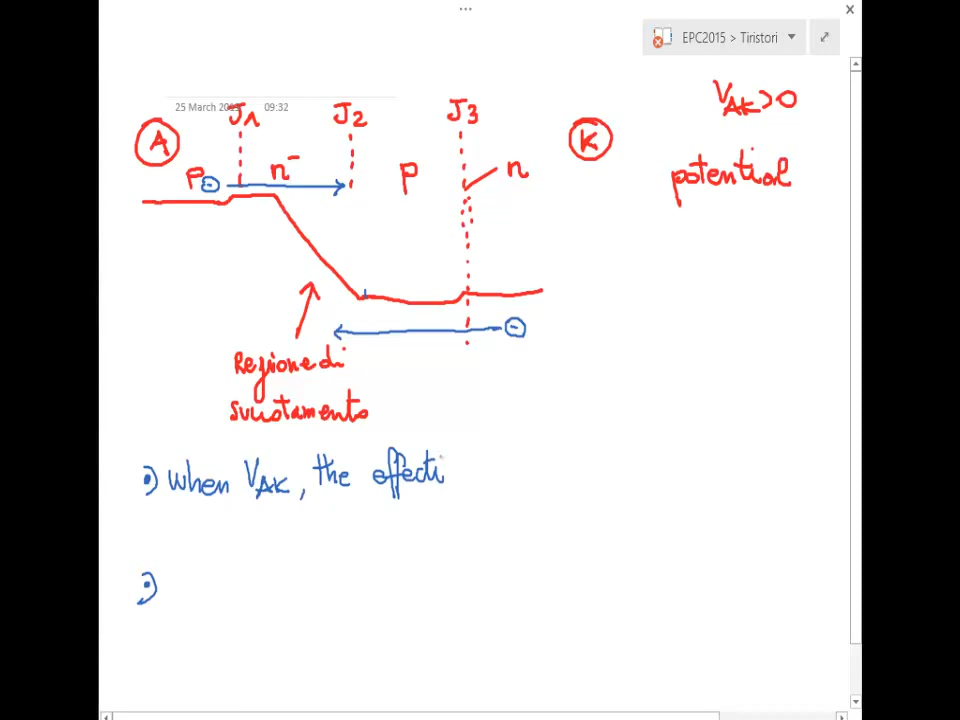 EPC2015 > Tiristori
25 March 2015 09:32
J1 J2 J3
VAK>0
A K
P n⁻ p n
potential
Regione di
svuotamento
when VAK, the effecti